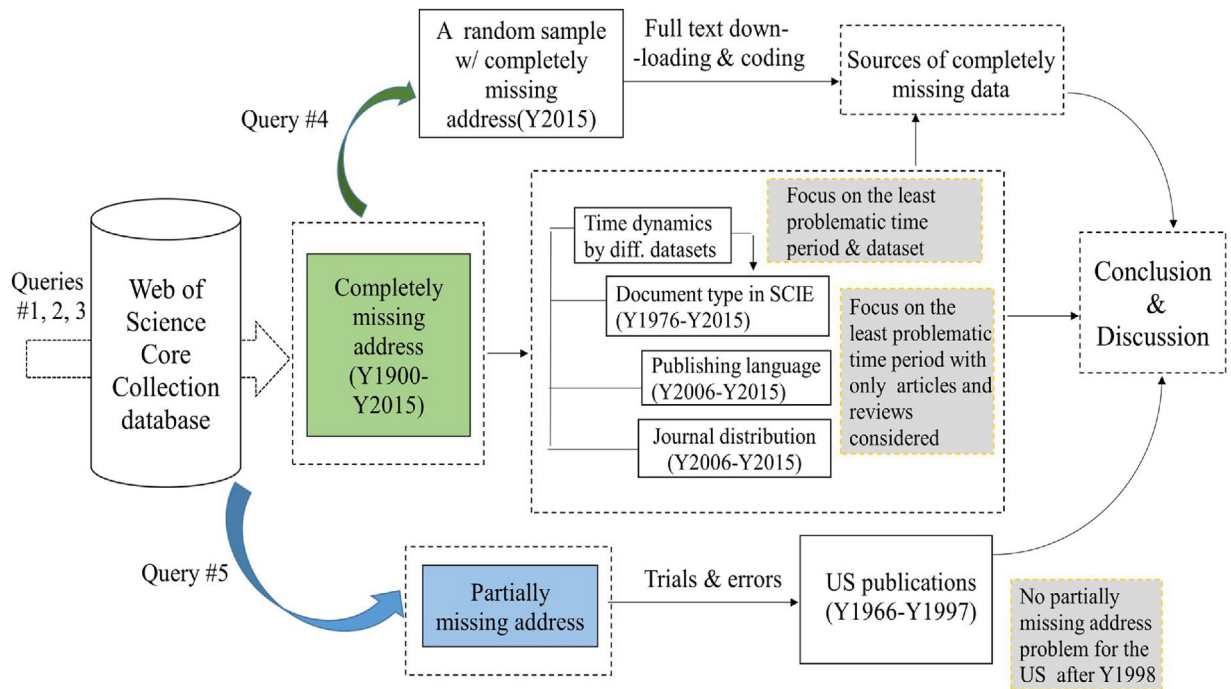 A random sample
w/ completely
missing
address(Y2015)
Full text down-
-loading & coding
Sources of completely
missing data
Query #4
Queries
#1, 2, 3
Web of
Science
Core
Collection
database
Completely
missing
address
(Y1900-
Y2015)
Time dynamics
by diff. datasets
Focus on the least
problematic time
period & dataset
Document type in SCIE
(Y1976-Y2015)
Publishing language
(Y2006-Y2015)
Journal distribution
(Y2006-Y2015)
Focus on the
least problematic
time period with
only articles and
reviews
considered
Conclusion
&
Discussion
Query #5
Partially
missing address
Trials & errors
US publications
(Y1966-Y1997)
No partially
missing address
problem for the
US after Y1998